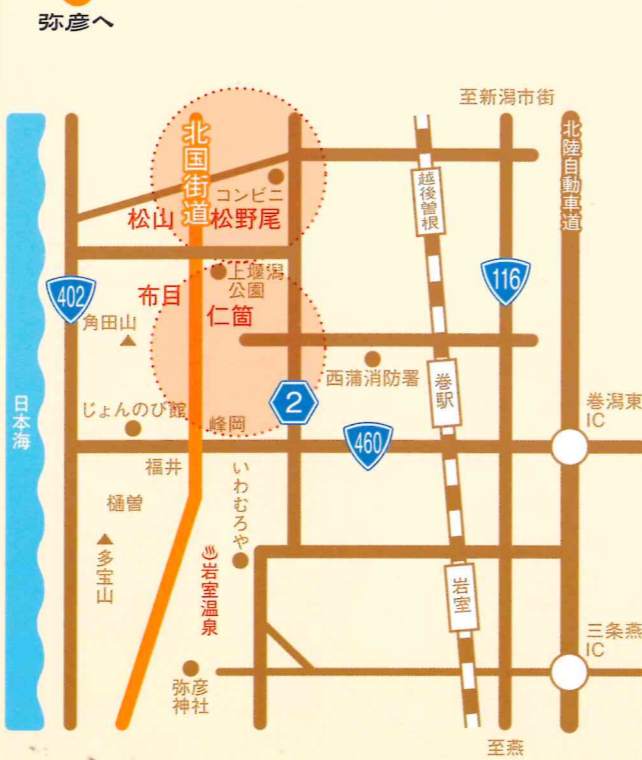 弥彦へ
至新潟市街
北国街道
北陸自動車道
コンビニ
越後曽根
松山
松野尾
上堰潟
公園
116
402
布目
仁箇
角田山
西蒲消防署
巻駅
2
日本海
じょんのび館
峰岡
巻潟東
IC
460
福井
いわむろや
樋曽
多宝山
岩室温泉
岩室
三条燕
IC
弥彦
神社
至燕